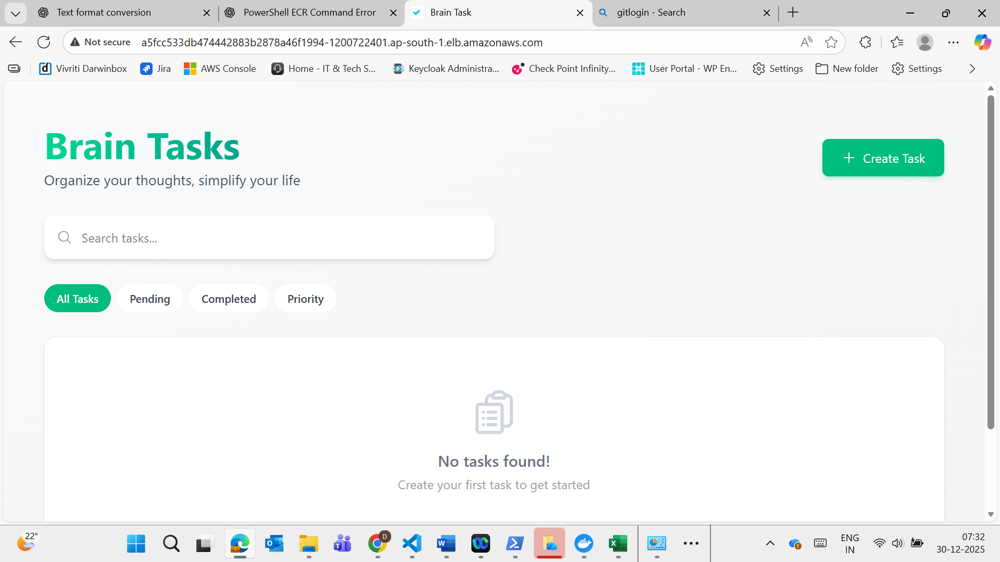 Text format conversion
PowerShell ECR Command Error
Brain Task
gitlogin - Search
Not secure
a5fcc533db474442883b2878a46f1994-1200722401.ap-south-1.elb.amazonaws.com
Vivriti Darwinbox
Jira
AWS Console
Home - IT & Tech S...
Keycloak Administra...
Check Point Infinity...
User Portal - WP En...
Settings
New folder
Settings
Brain Tasks
Organize your thoughts, simplify your life
Create Task
Search tasks...
All Tasks
Pending
Completed
Priority
No tasks found!
Create your first task to get started
22°
D
ENG
IN
07:32
30-12-2025